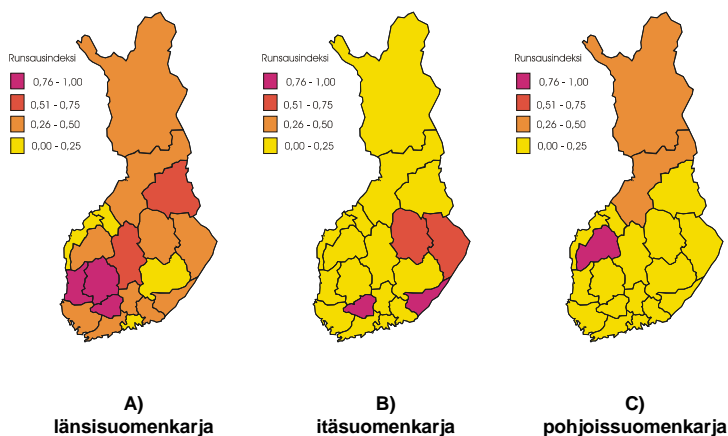 Runsausindeksi
0,76 - 1,00
0,51 - 0,75
0,26 - 0,50
0,00 - 0,25
A)
länsisuomenkarja
Runsausindeksi
0,76 - 1,00
0,51 - 0,75
0,26 - 0,50
0,00 - 0,25
B)
itäsuomenkarja
Runsausindeksi
0,76 - 1,00
0,51 - 0,75
0,26 - 0,50
0,00 - 0,25
C)
pohjoissuomenkarja